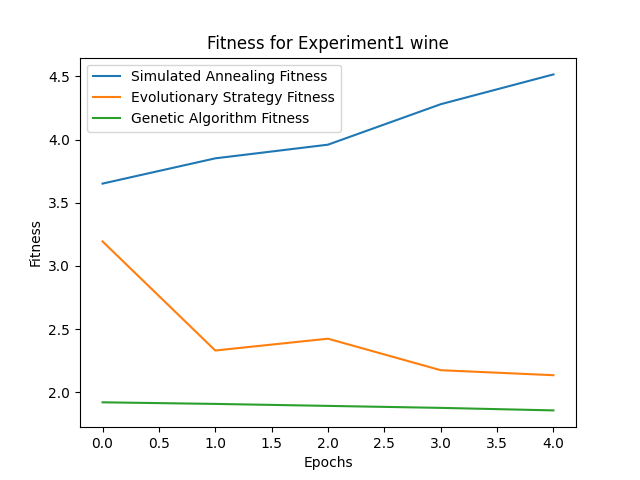 Fitness for Experiment1 wine
Simulated Annealing Fitness
Evolutionary Strategy Fitness
Genetic Algorithm Fitness
Fitness
4.5
4.0
3.5
3.0
2.5
2.0
0.0 0.5 1.0 1.5 2.0 2.5 3.0 3.5 4.0
Epochs